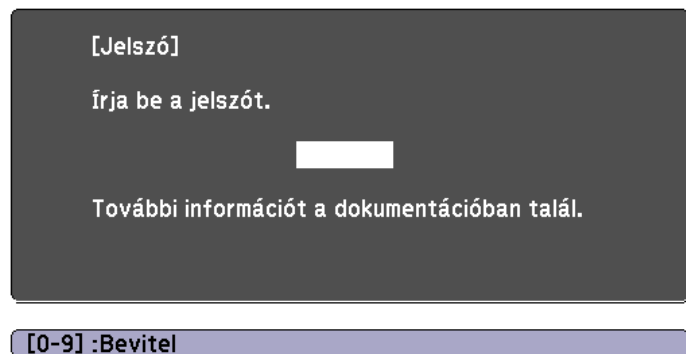 [Jelszó]
Írja be a jelszót.
További információt a dokumentációban talál.
[0-9] :Bevitel